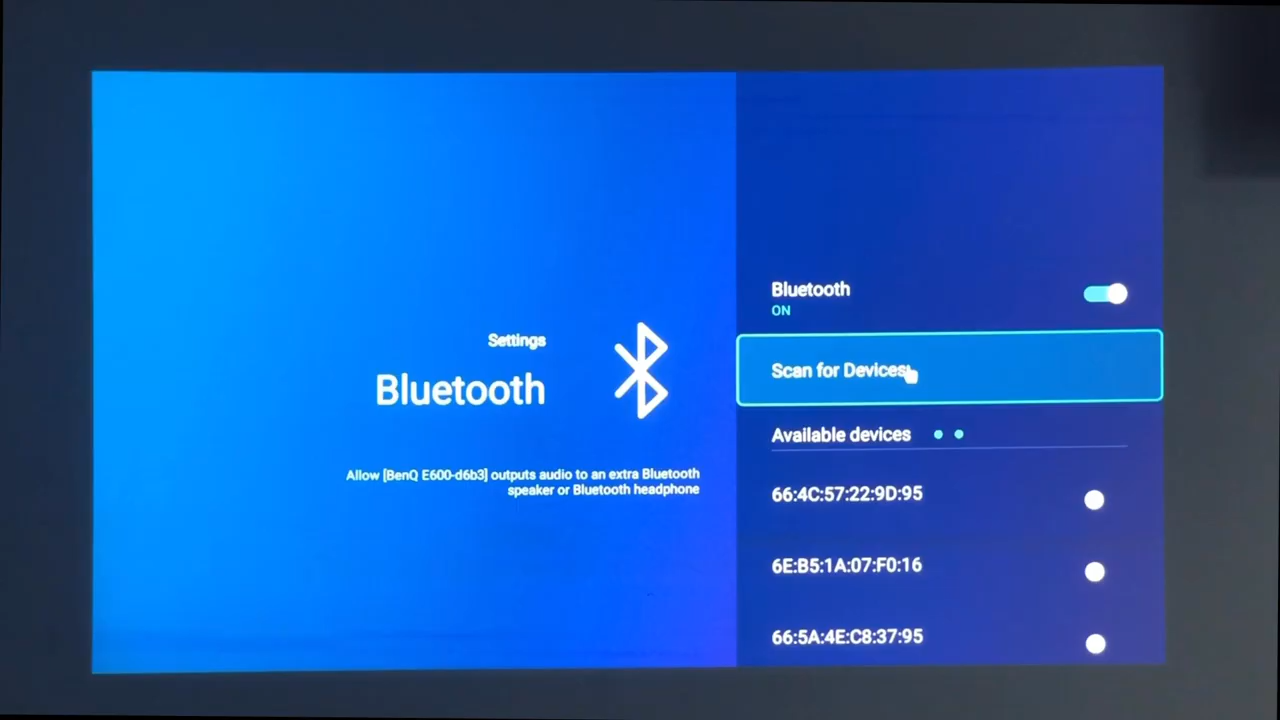 Settings
Bluetooth
Allow [BenQ E600-d6b3] outputs audio to an extra Bluetooth
speaker or Bluetooth headphone
Bluetooth
ON
Scan for Devices
Available devices
66:4C:57:22:9D:95
6E:B5:1A:07:F0:16
66:5A:4E:C8:37:95